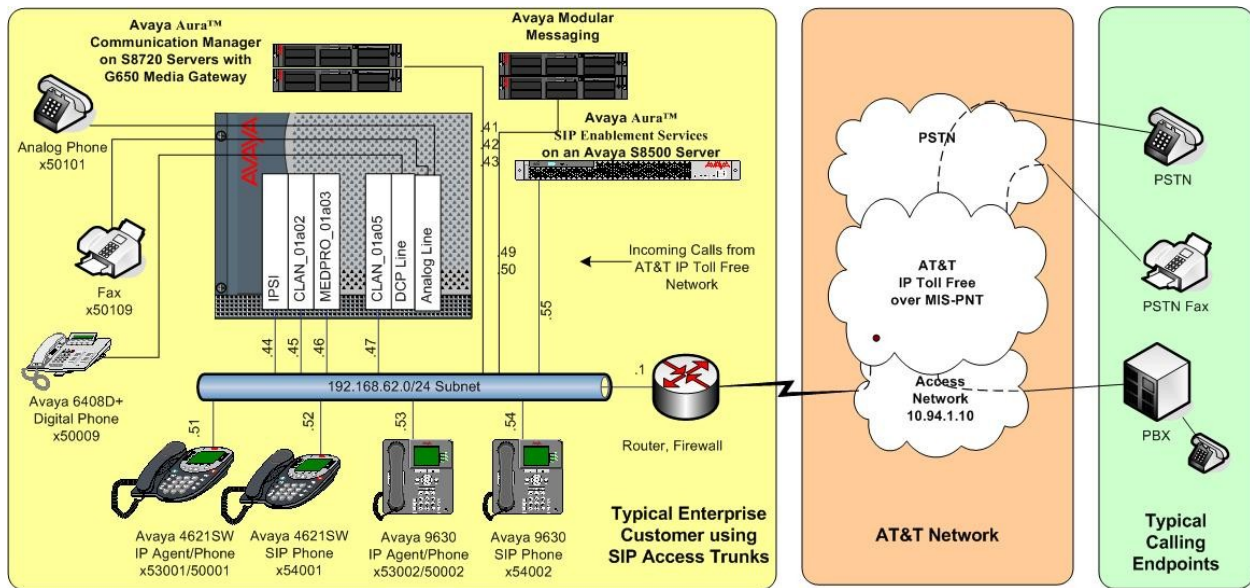 Avaya Aura™
Communication Manager
on S8720 Servers with
G650 Media Gateway
Avaya Modular
Messaging
Avaya Aura™
SIP Enablement Services
on an Avaya S8500 Server
Analog Phone
x50101
Fax
x50109
Avaya 6408D+
Digital Phone
x50009
AVAYA
IPSI
CLAN_01a02
MEDPRO_01a03
CLAN_01a05
DCP Line
Analog Line
.41
.42
.43
.49
.50
.55
.44
.45
.46
.47
Incoming Calls from
AT&T IP Toll Free
Network
192.168.62.0/24 Subnet
.1
Router, Firewall
.51
.52
.53
.54
Avaya 4621SW
IP Agent/Phone
x53001/50001
Avaya 4621SW
SIP Phone
x54001
Avaya 9630
IP Agent/Phone
x53002/50002
Avaya 9630
SIP Phone
x54002
Typical Enterprise
Customer using
SIP Access Trunks
PSTN
AT&T
IP Toll Free
over MIS-PNT
Access
Network
10.94.1.10
AT&T Network
PSTN
PSTN Fax
PBX
Typical
Calling
Endpoints